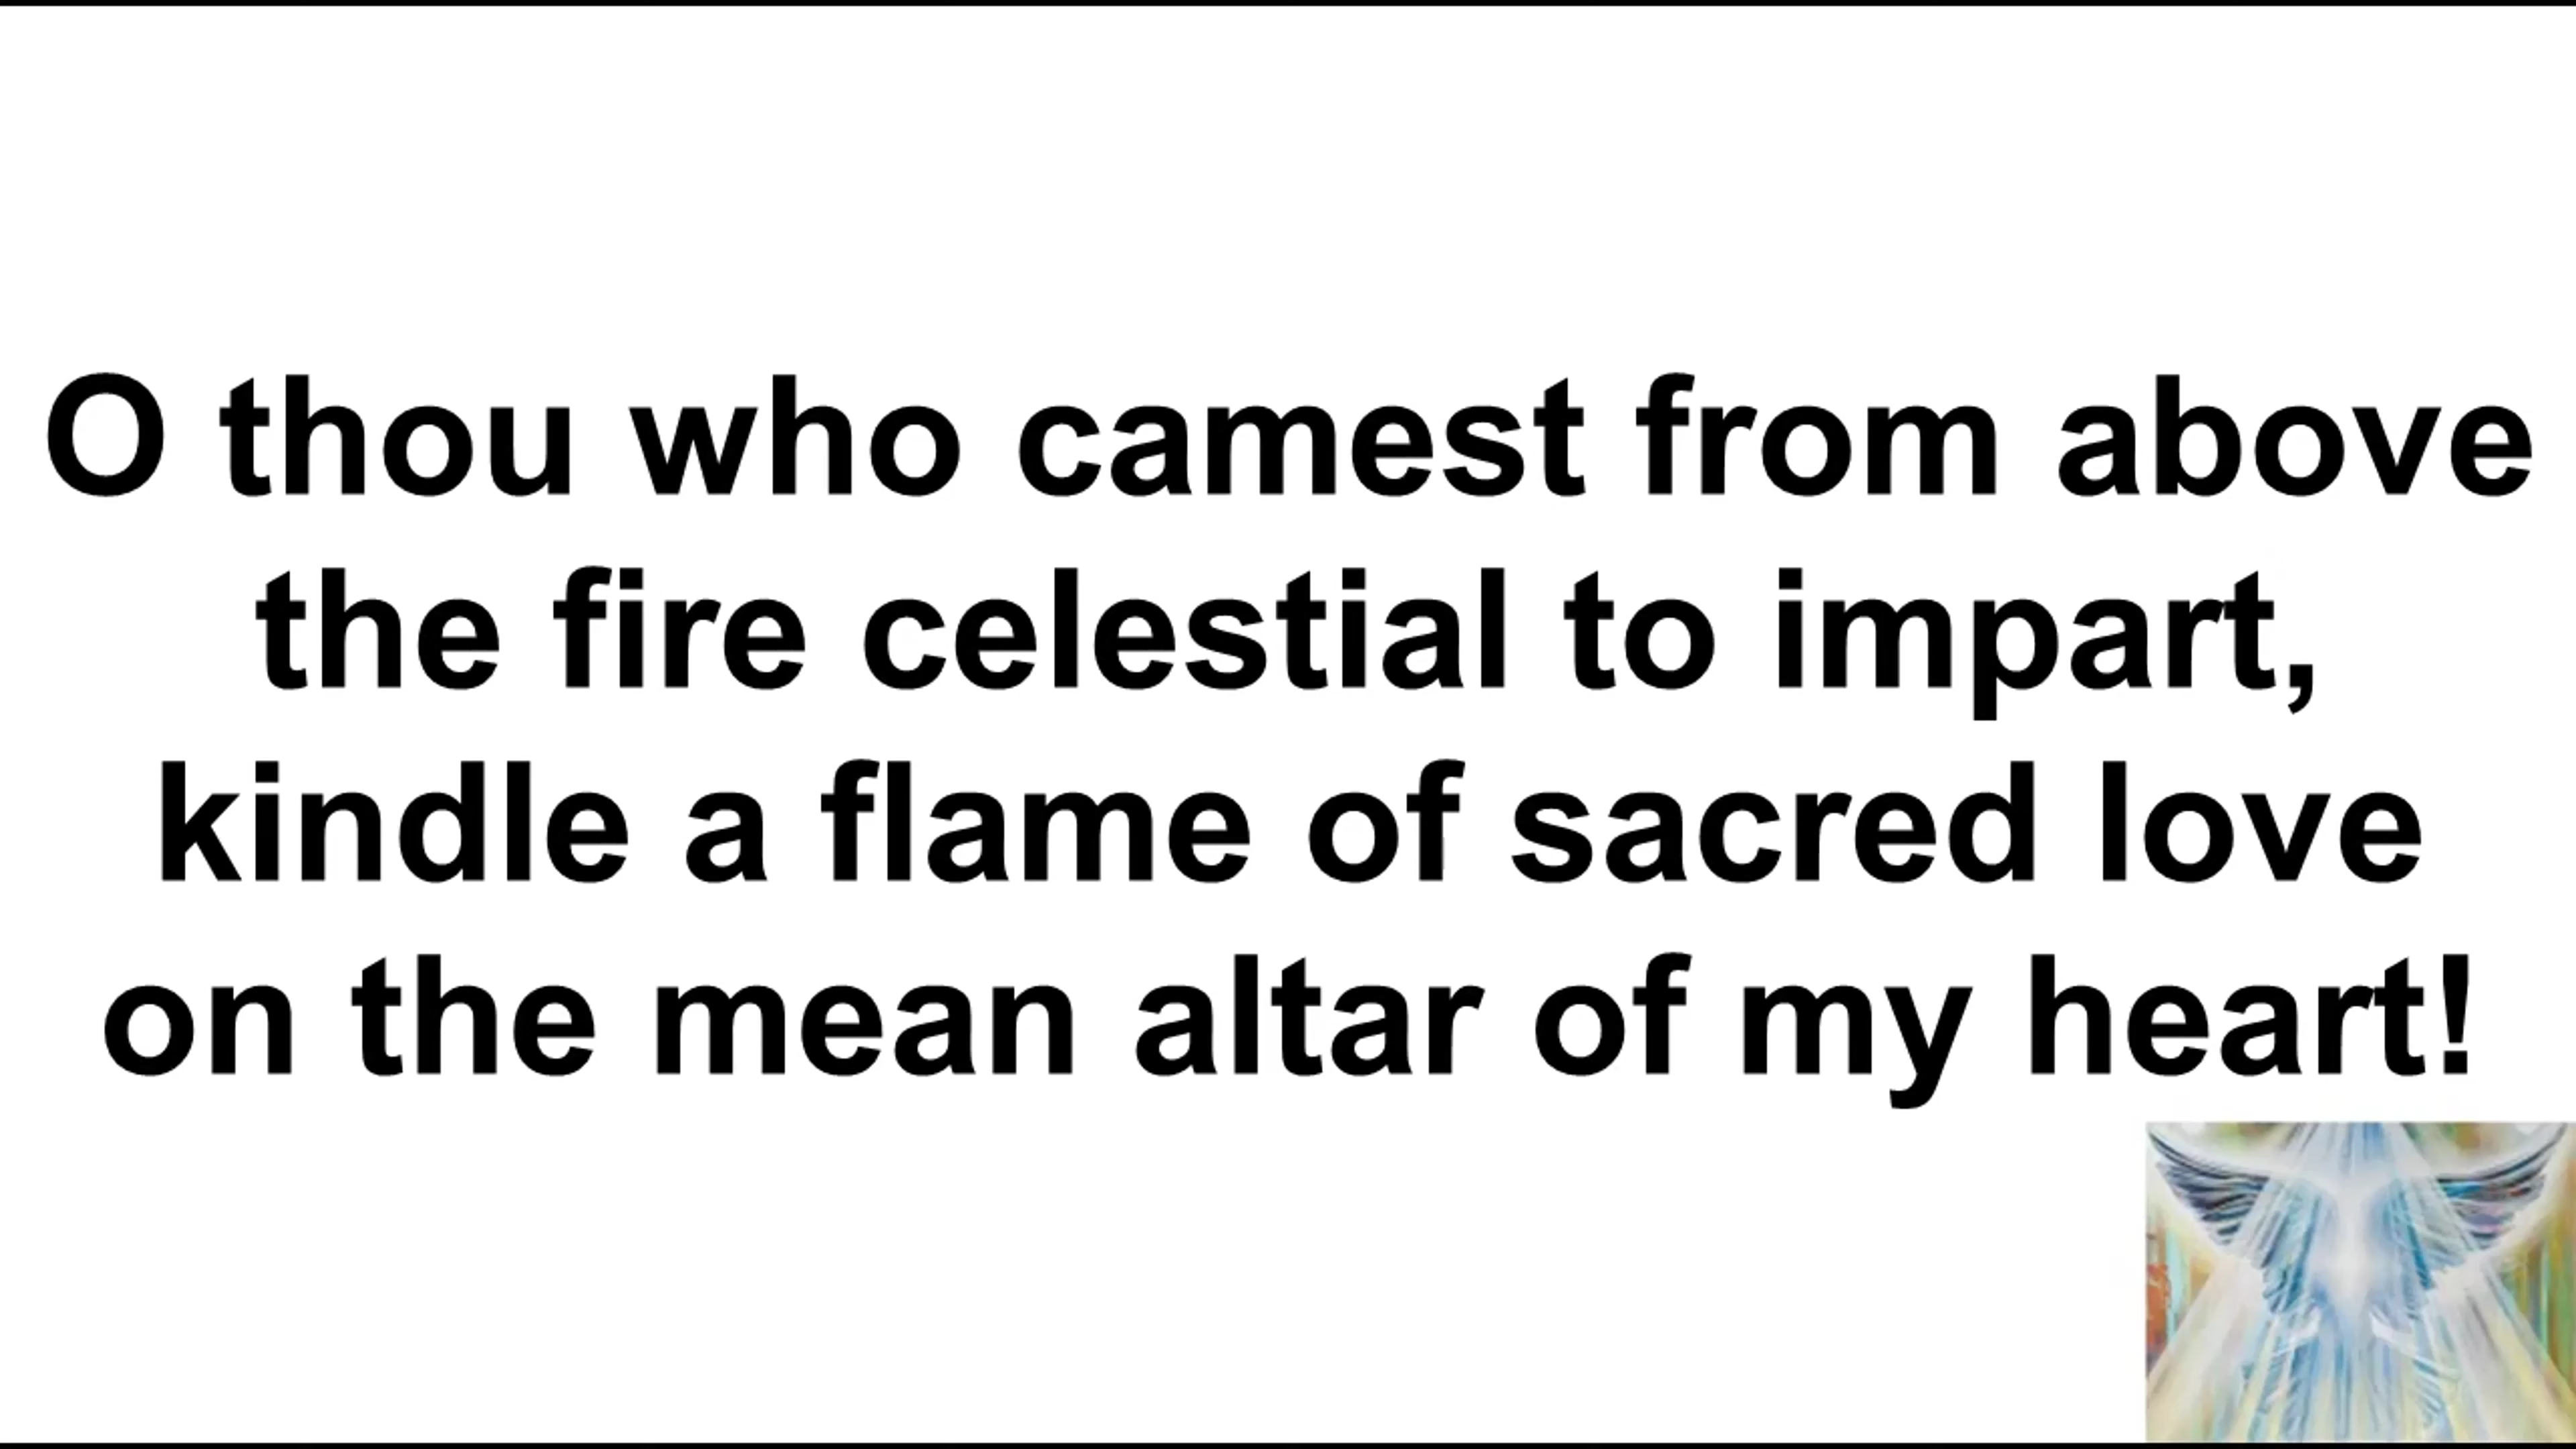 O thou who camest from above
the fire celestial to impart,
kindle a flame of sacred love
on the mean altar of my heart!